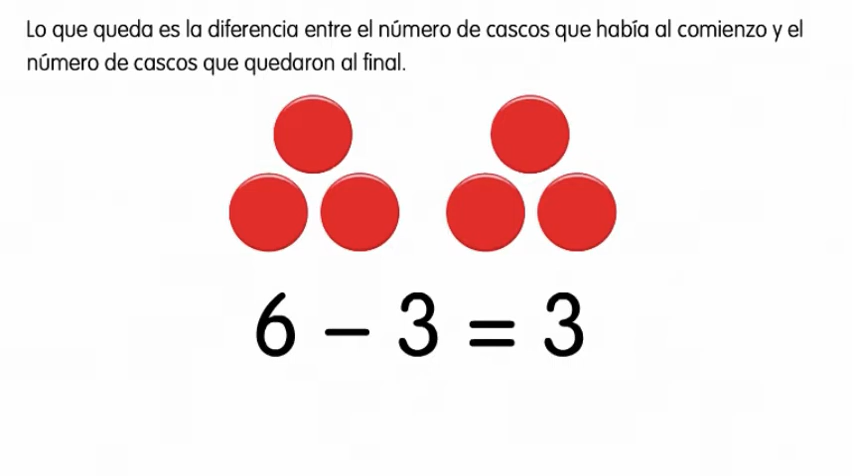 Lo que queda es la diferencia entre el número de cascos que había al comienzo y el
número de cascos que quedaron al final.
6 – 3 = 3